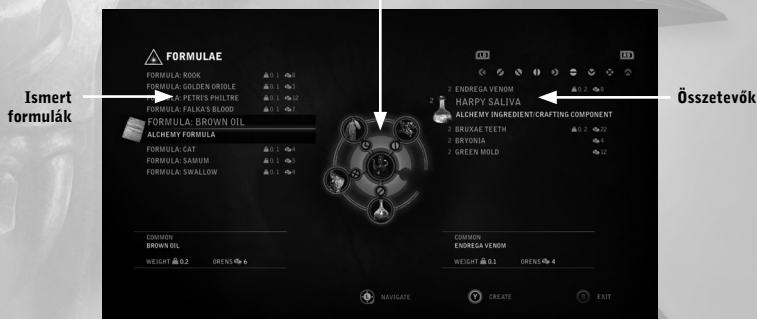 FORMULAE
FORMULA: ROOK 0.1 8
FORMULA: GOLDEN ORIOLE 0.1 3
FORMULA: PETRI'S PHILTRE 0.1 12
FORMULA: FALKA'S BLOOD 0.1 7
FORMULA: BROWN OIL
ALCHEMY FORMULA
FORMULA: CAT 0.1 4
FORMULA: SAMUM 0.1 5
FORMULA: SWALLOW 0.1 4
Ismert
formulák
COMMON
BROWN OIL
WEIGHT 0.2 ORENS 6
LB RB
2 ENDREGA VENOM 0.2 8
2 HARPY SALIVA
ALCHEMY INGREDIENT/CRAFTING COMPONENT
2 BRUXAE TEETH 0.2 22
2 BRYONIA 4
2 GREEN MOLD 12
Összetevők
COMMON
ENDREGA VENOM
WEIGHT 0.1 ORENS 4
L NAVIGATE Y CREATE B EXIT